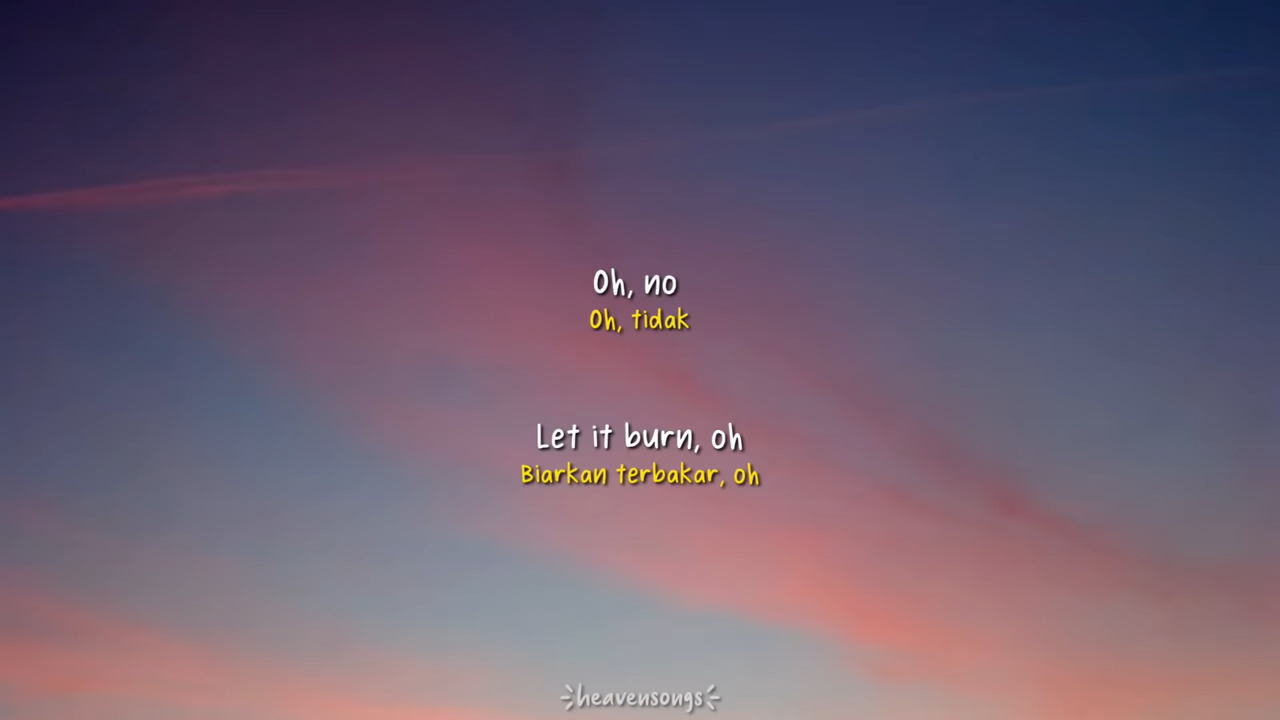 Oh, no
Oh, tidak
Let it burn, oh
Biarkan terbakar, oh
heavensongs